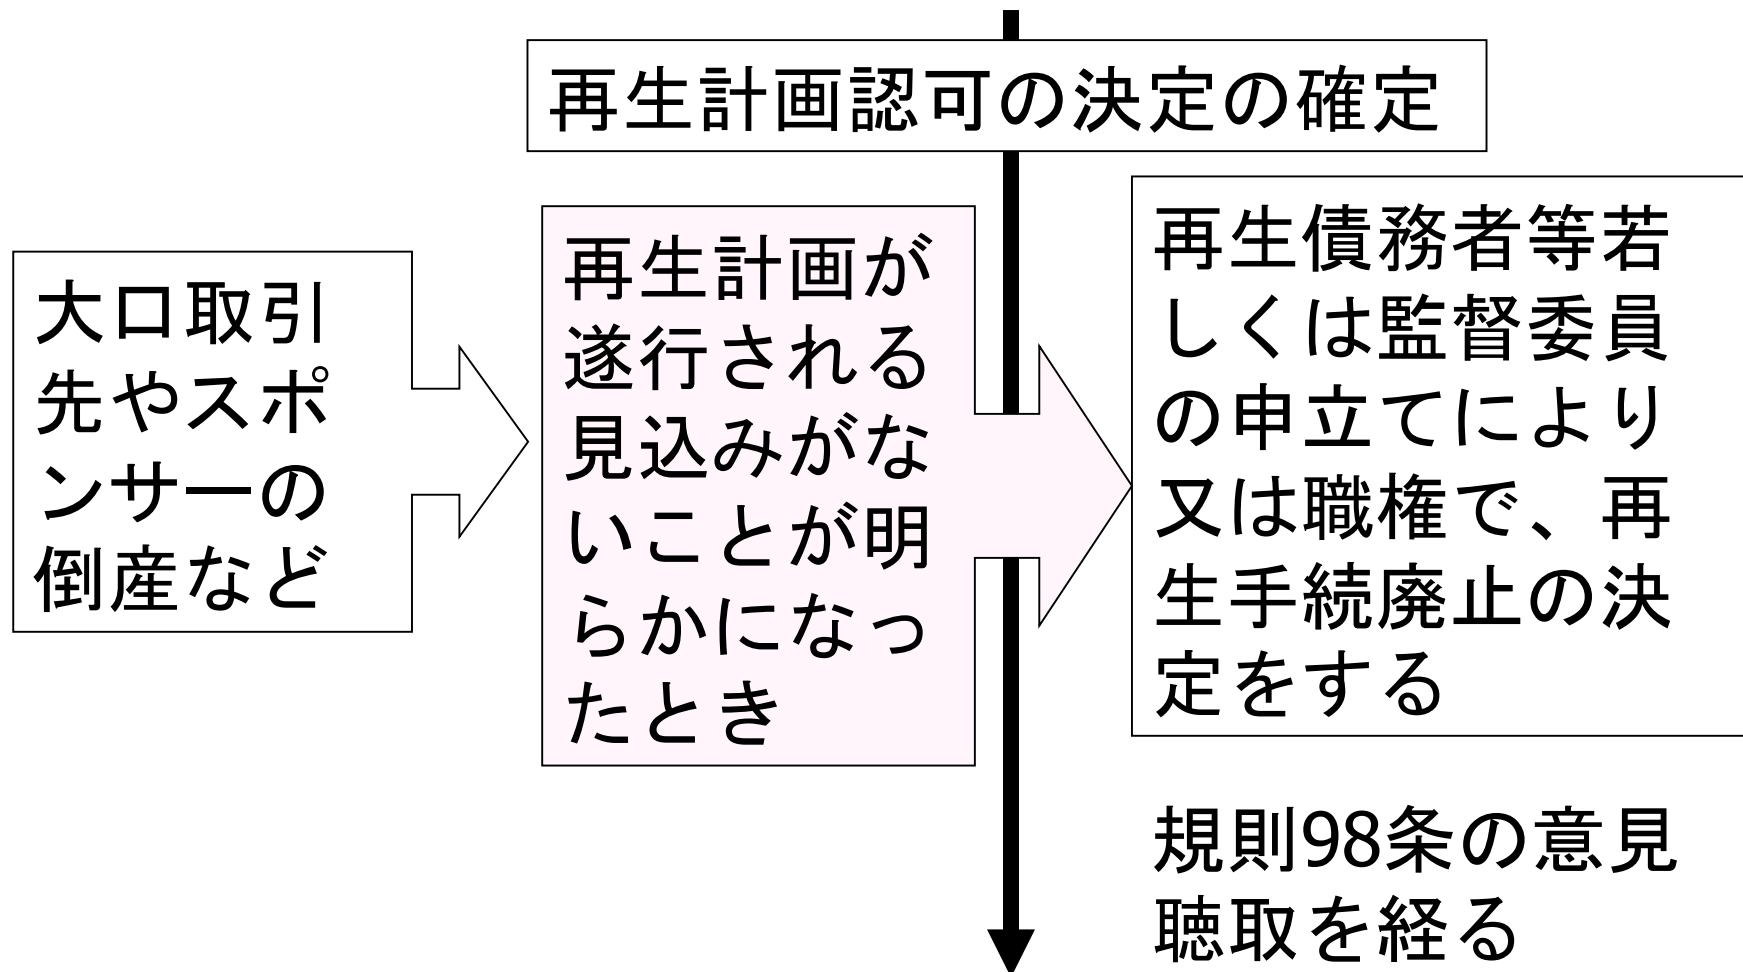 再生計画認可の決定の確定
大口取引
先やスポ
ンサーの
倒産など
再生計画が
遂行される
見込みがな
いことが明
らかになっ
たとき
再生債務者等若
しくは監督委員
の申立てにより
又は職権で、再
生手続廃止の決
定をする
規則98条の意見
聴取を経る